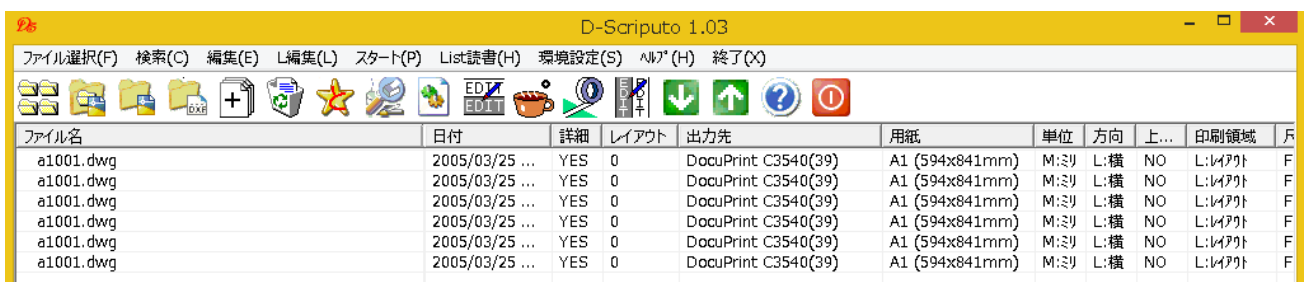 D-Scriputo 1.03
ファイル選択(F) 検索(C) 編集(E) L編集(L) スタート(P) List読書(H) 環境設定(S) ﾍﾙﾌﾟ(H) 終了(X)
DXF EDIT EDIT EDIT EDIT
ファイル名 日付 詳細 レイアウト 出力先 用紙 単位 方向 上... 印刷領域
a1001.dwg 2005/03/25 ... YES 0 DocuPrint C3540(39) A1 (594x841mm) M:ﾐﾘ L:横 NO L:ﾚｲｱｳﾄ F
a1001.dwg 2005/03/25 ... YES 0 DocuPrint C3540(39) A1 (594x841mm) M:ﾐﾘ L:横 NO L:ﾚｲｱｳﾄ F
a1001.dwg 2005/03/25 ... YES 0 DocuPrint C3540(39) A1 (594x841mm) M:ﾐﾘ L:横 NO L:ﾚｲｱｳﾄ F
a1001.dwg 2005/03/25 ... YES 0 DocuPrint C3540(39) A1 (594x841mm) M:ﾐﾘ L:横 NO L:ﾚｲｱｳﾄ F
a1001.dwg 2005/03/25 ... YES 0 DocuPrint C3540(39) A1 (594x841mm) M:ﾐﾘ L:横 NO L:ﾚｲｱｳﾄ F
a1001.dwg 2005/03/25 ... YES 0 DocuPrint C3540(39) A1 (594x841mm) M:ﾐﾘ L:横 NO L:ﾚｲｱｳﾄ F